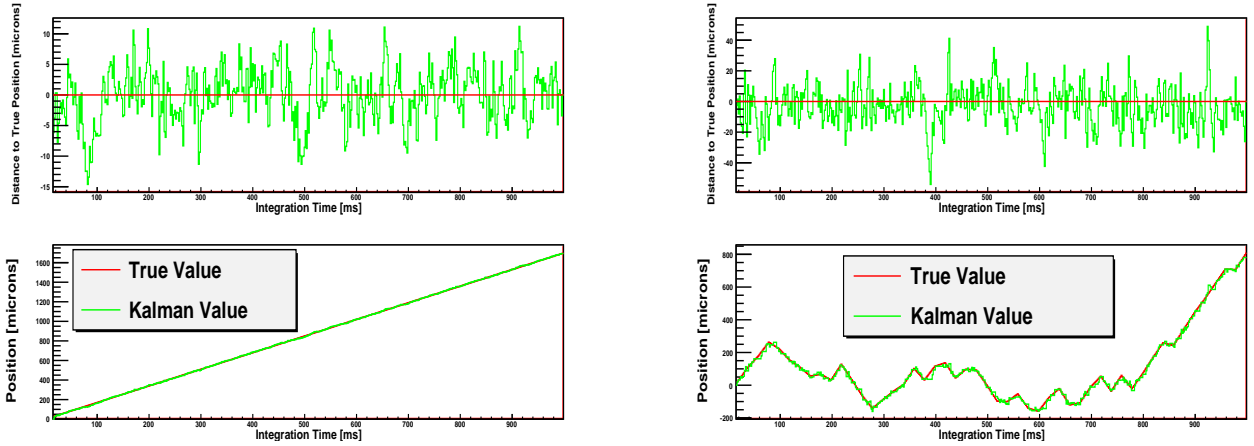 Distance to True Position [microns]
10
5
0
-5
-10
-15
100 200 300 400 500 600 700 800 900
Integration Time [ms]
Distance to True Position [microns]
40
20
0
-20
-40
100 200 300 400 500 600 700 800 900
Integration Time [ms]
Position [microns]
1600
1400
1200
1000
800
600
400
200
0
True Value
Kalman Value
100 200 300 400 500 600 700 800 900
Integration Time [ms]
Position [microns]
800
600
400
200
0
-200
True Value
Kalman Value
100 200 300 400 500 600 700 800 900
Integration Time [ms]